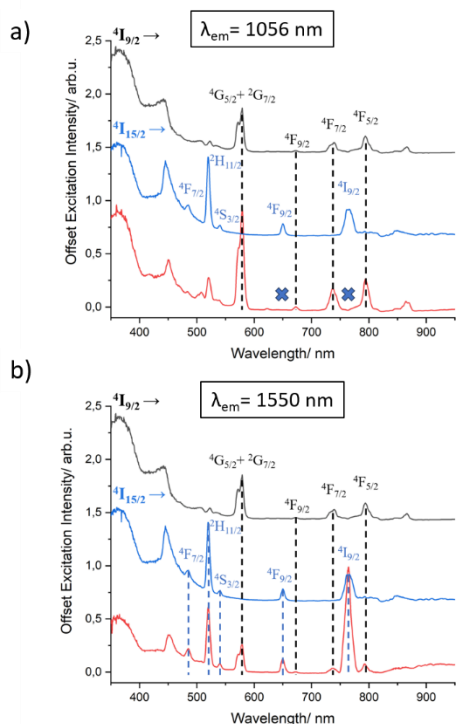 a)
λem= 1056 nm
⁴I9/2 →
⁴G5/2+ ²G7/2
⁴F9/2
⁴F7/2
⁴F5/2
⁴I15/2 →
²H11/2
⁴F7/2
⁴S3/2
⁴F9/2
⁴I9/2
Offset Excitation Intensity/ arb.u.
2,5
2,0
1,5
1,0
0,5
0,0
400 500 600 700 800 900
Wavelength/ nm
b)
λem= 1550 nm
⁴I9/2 →
⁴G5/2+ ²G7/2
⁴F9/2
⁴F7/2
⁴F5/2
⁴I15/2 →
²H11/2
⁴F7/2
⁴S3/2
⁴F9/2
⁴I9/2
Offset Excitation Intensity/ arb.u.
2,5
2,0
1,5
1,0
0,5
0,0
400 500 600 700 800 900
Wavelength/ nm